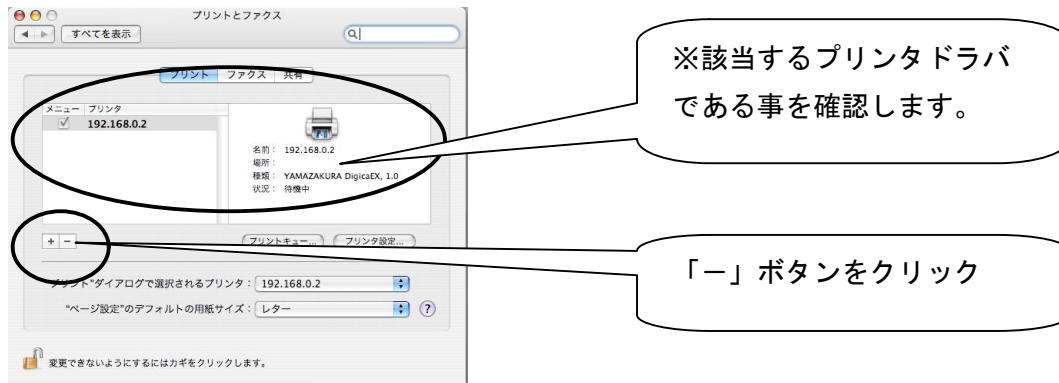 プリントとファクス
すべてを表示
プリント ファクス 共有
メニュー プリンタ
192.168.0.2
名前： 192.168.0.2
場所：
種類： YAMAZAKURA DigicaEX, 1.0
状況： 待機中
+ −
プリントキュー... プリンタ設定...
プリント"ダイアログで選択されるプリンタ： 192.168.0.2
"ページ設定"のデフォルトの用紙サイズ： レター ?
変更できないようにするにはカギをクリックします。
※該当するプリンタドラバ
である事を確認します。
「－」ボタンをクリック